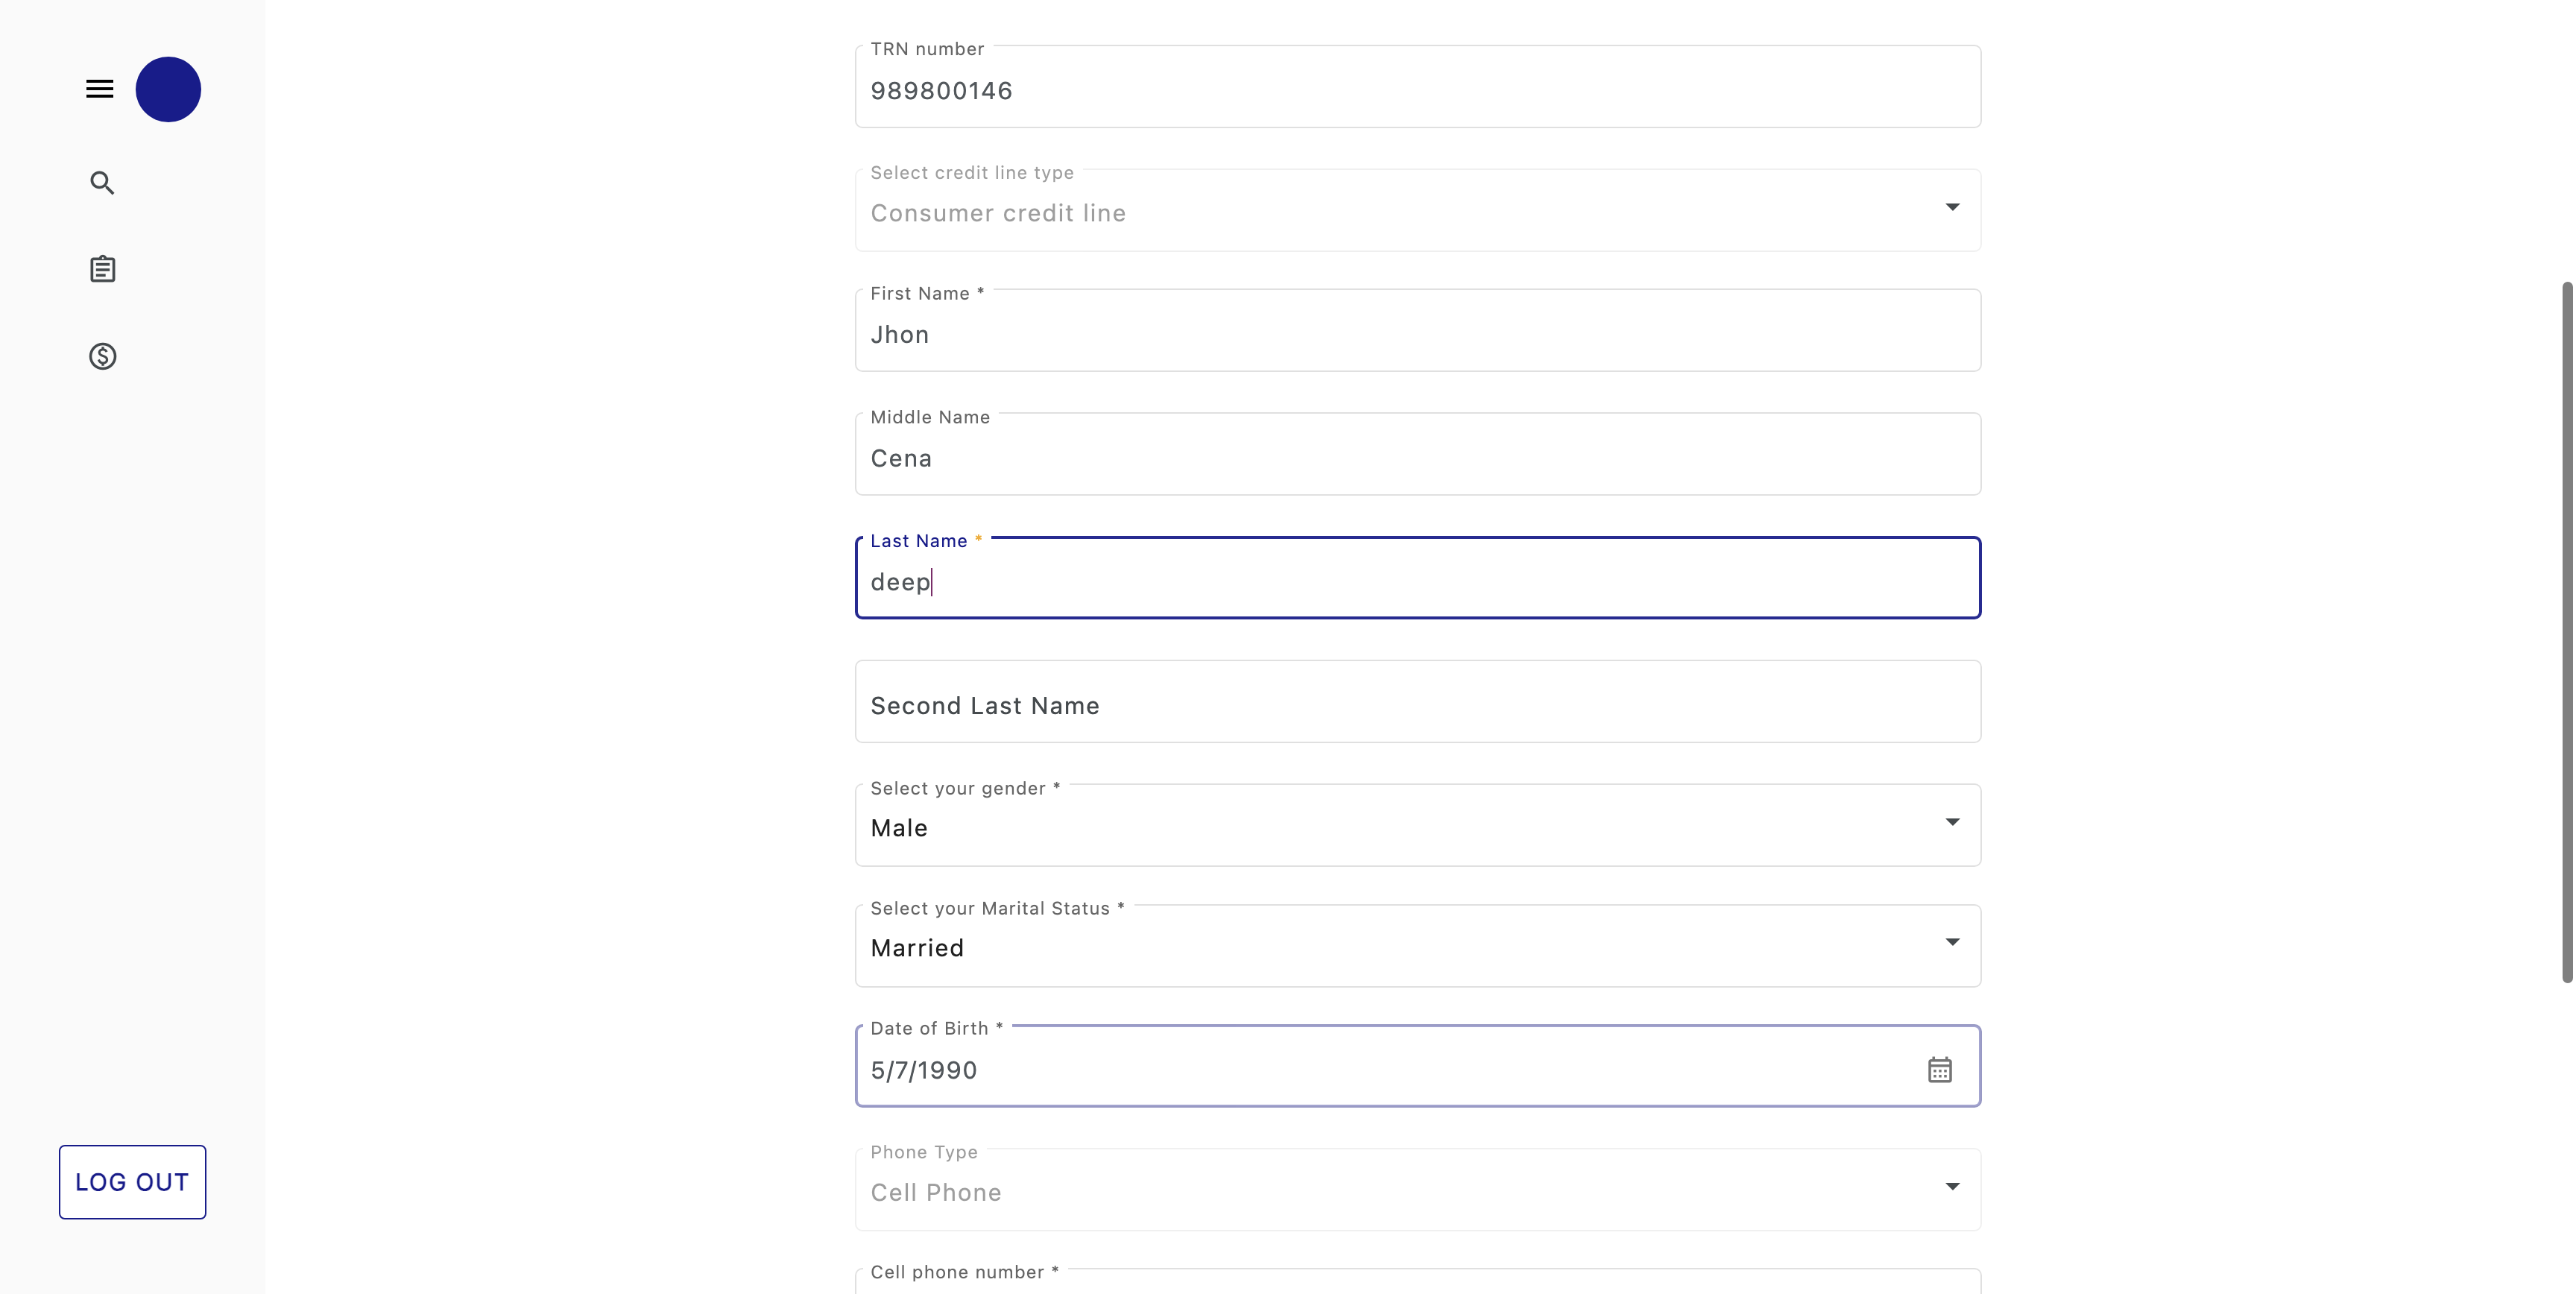 TRN number
989800146
Select credit line type
Consumer credit line
First Name *
Jhon
Middle Name
Cena
Last Name *
deep
Second Last Name
Select your gender *
Male
Select your Marital Status *
Married
Date of Birth *
5/7/1990
Phone Type
Cell Phone
LOG OUT
Cell phone number *